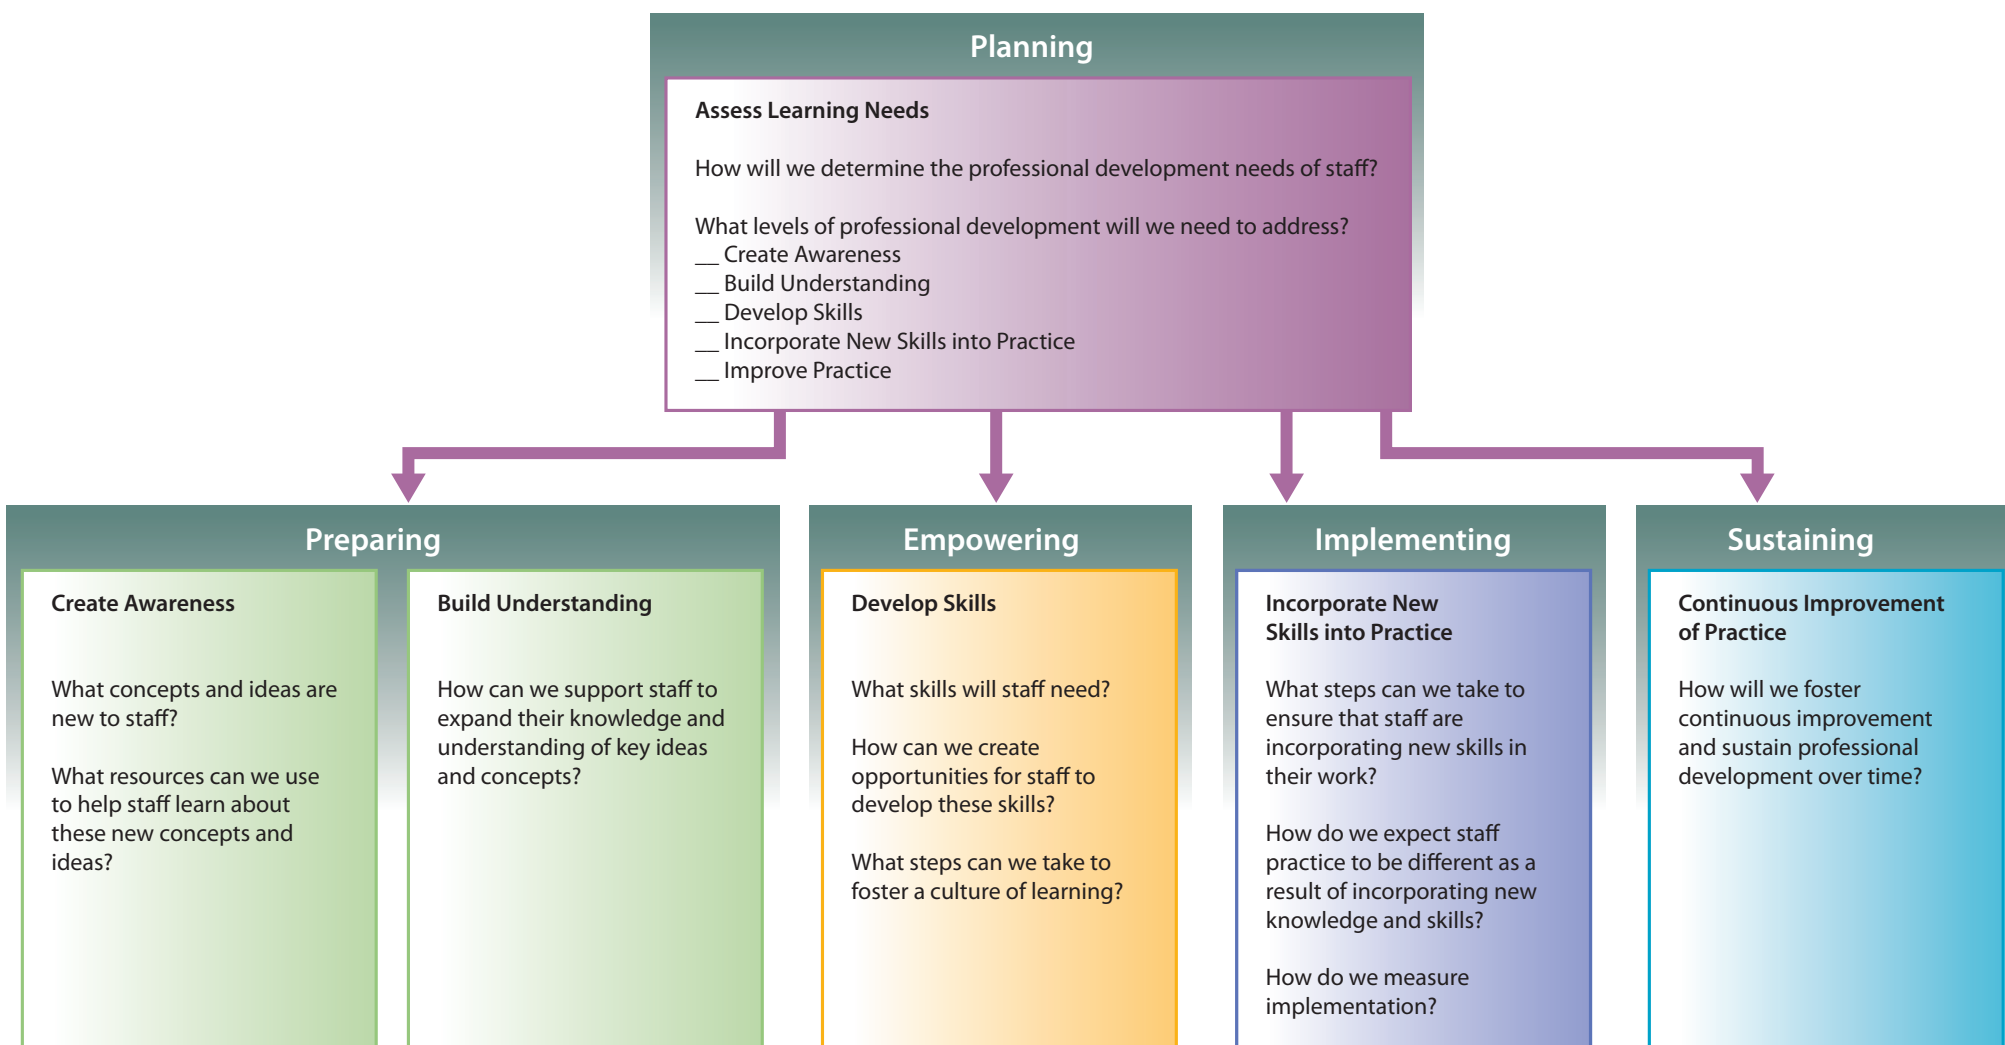 Planning
Assess Learning Needs
How will we determine the professional development needs of staff?
What levels of professional development will we need to address?
__ Create Awareness
__ Build Understanding
__ Develop Skills
__ Incorporate New Skills into Practice
__ Improve Practice
Preparing
Create Awareness
What concepts and ideas are
new to staff?
What resources can we use
to help staff learn about
these new concepts and
ideas?
Build Understanding
How can we support staff to
expand their knowledge and
understanding of key ideas
and concepts?
Empowering
Develop Skills
What skills will staff need?
How can we create
opportunities for staff to
develop these skills?
What steps can we take to
foster a culture of learning?
Implementing
Incorporate New
Skills into Practice
What steps can we take to
ensure that staff are
incorporating new skills in
their work?
How do we expect staff
practice to be different as a
result of incorporating new
knowledge and skills?
How do we measure
implementation?
Sustaining
Continuous Improvement
of Practice
How will we foster
continuous improvement
and sustain professional
development over time?